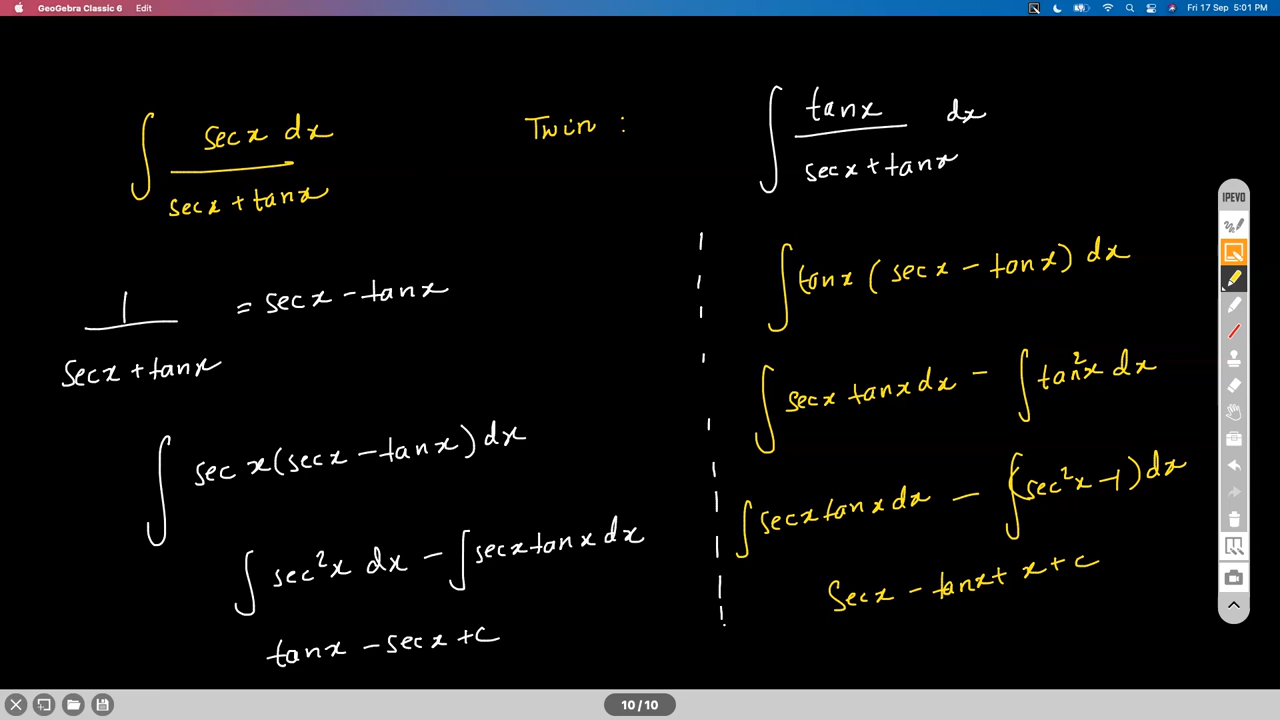 GeoGebra Classic 6 Edit Fri 17 Sep 5:01 PM
∫ sec x dx / (sec x + tan x)
Twin :
∫ tan x / (sec x + tan x) dx
1 / (sec x + tan x) = sec x − tan x
∫ sec x (sec x − tan x) dx
∫ sec²x dx − ∫ sec x tan x dx
tan x − sec x + c
∫ tan x ( sec x − tan x ) dx
∫ sec x tan x dx − ∫ tan²x dx
∫ sec x tan x dx − ∫ (sec²x − 1) dx
sec x − tan x + x + c
IPEVO
10 / 10